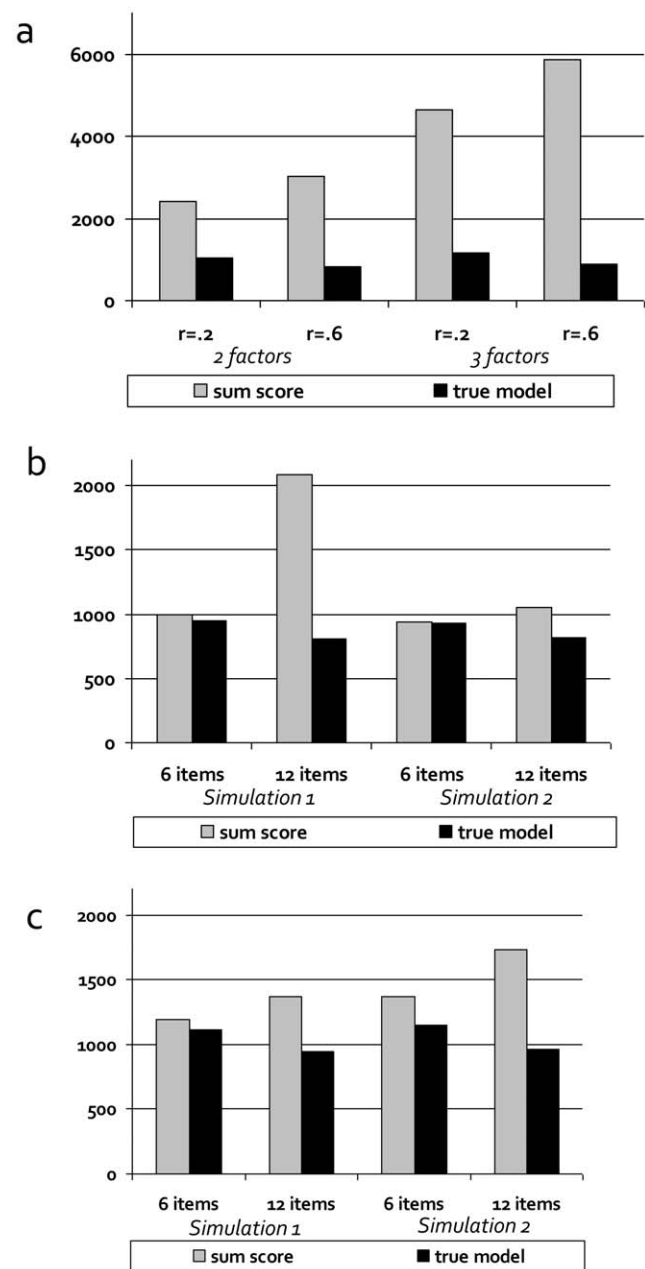 a
6000
4000
2000
0
r=.2 r=.6 r=.2 r=.6
2 factors 3 factors
sum score true model
b
2000
1500
1000
500
0
6 items 12 items 6 items 12 items
Simulation 1 Simulation 2
sum score true model
c
2000
1500
1000
500
0
6 items 12 items 6 items 12 items
Simulation 1 Simulation 2
sum score true model